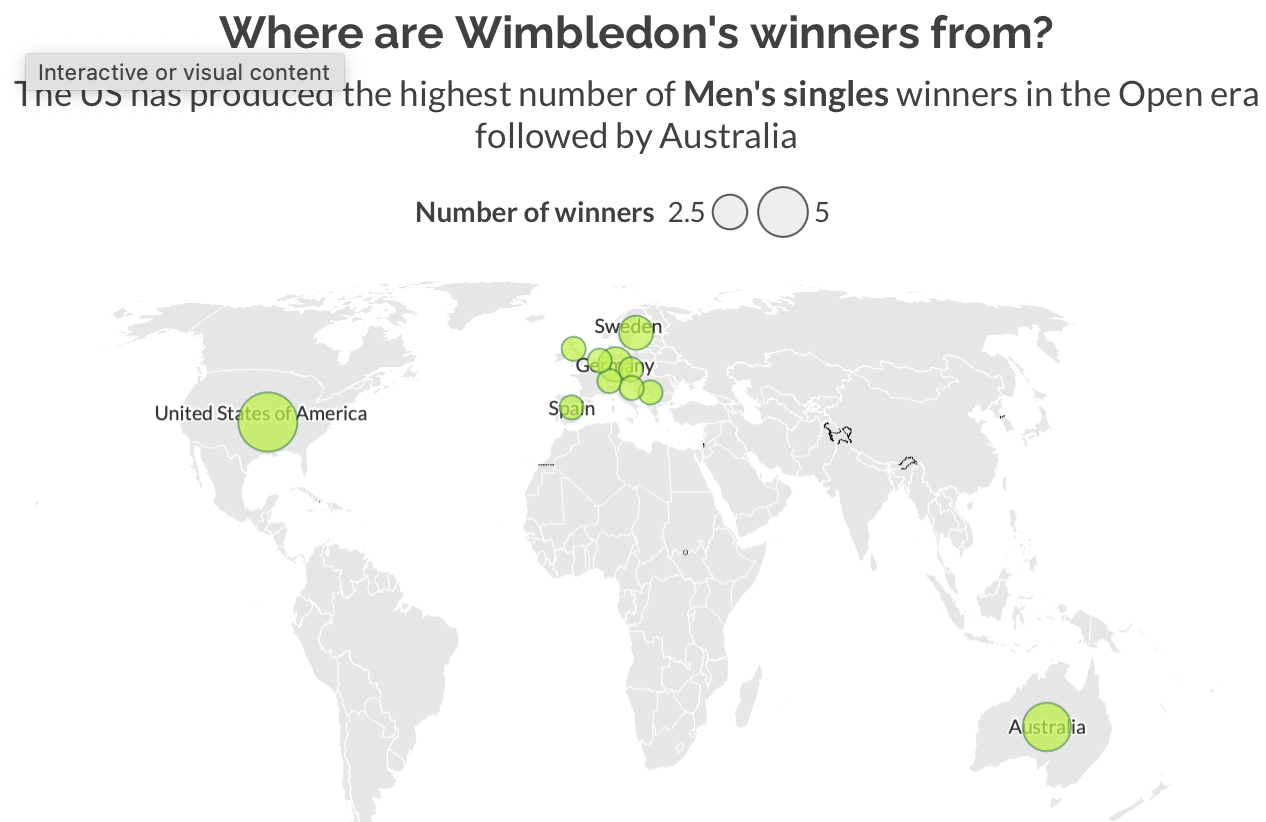 Where are Wimbledon's winners from?
Interactive or visual content
The US has produced the highest number of Men's singles winners in the Open era
followed by Australia
Number of winners 2.5 5
Sweden
Germany
Spain
United States of America
Australia